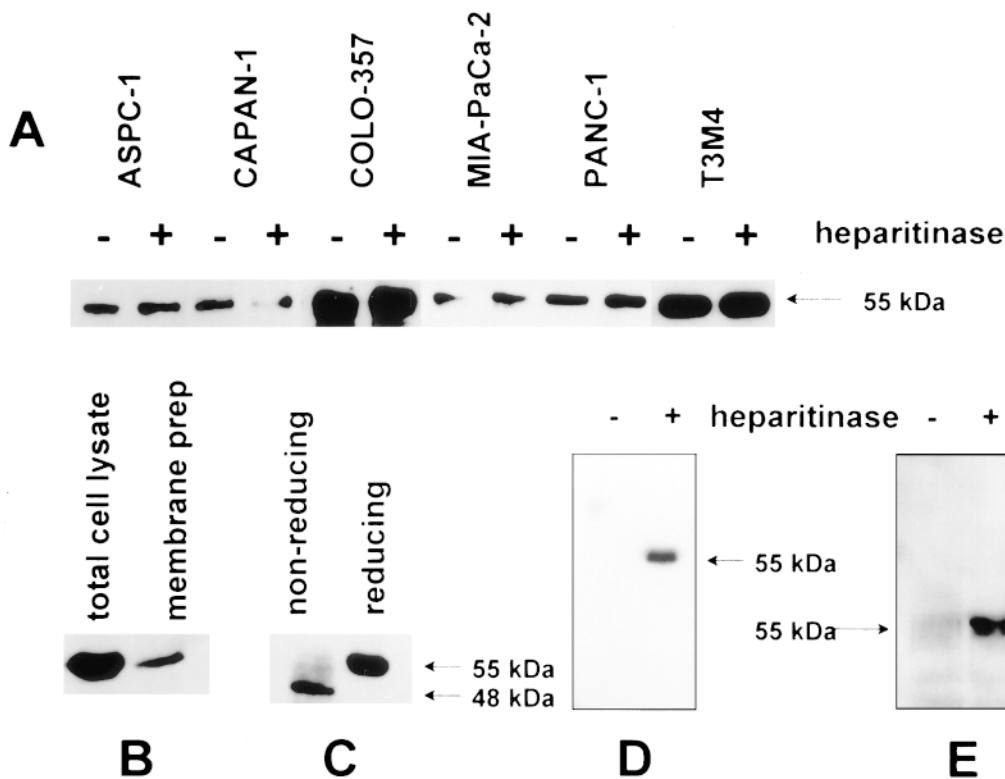 A
ASPC-1
CAPAN-1
COLO-357
MIA-PaCa-2
PANC-1
T3M4
- + - + - + - + - + - + heparitinase
55 kDa
total cell lysate
membrane prep
B
non-reducing
reducing
55 kDa
48 kDa
C
- + heparitinase - +
55 kDa
55 kDa
D
E